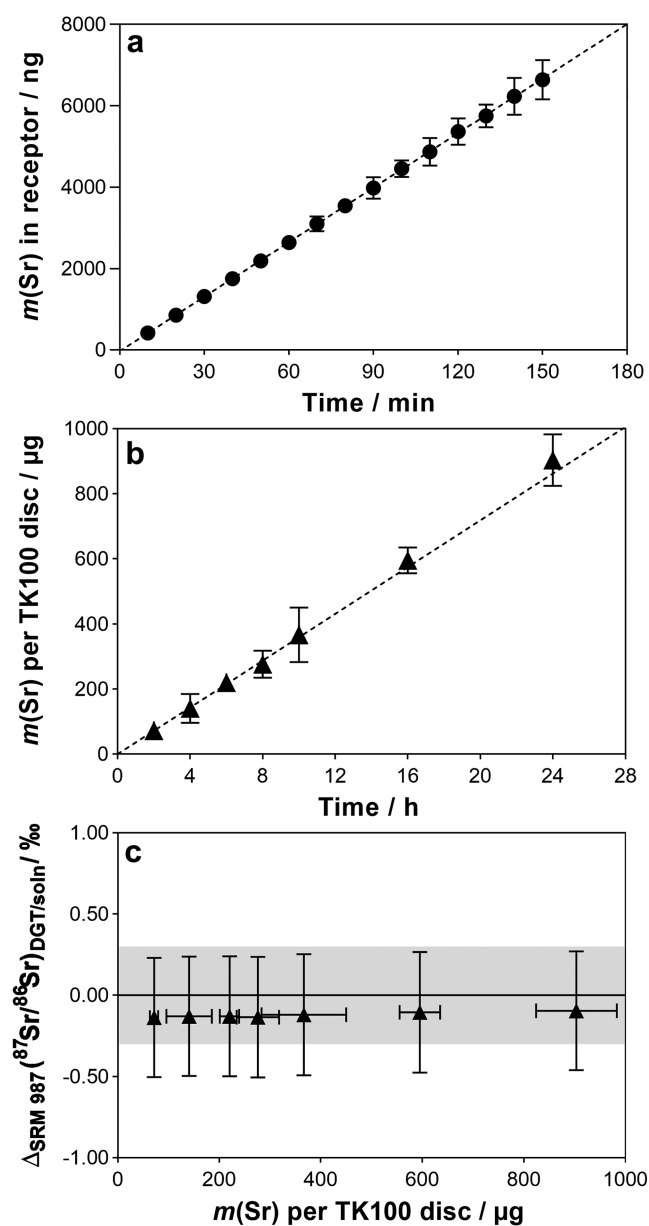 a
m(Sr) in receptor / ng
8000
6000
4000
2000
0
0 30 60 90 120 150 180
Time / min
b
m(Sr) per TK100 disc / µg
1000
800
600
400
200
0
0 4 8 12 16 20 24 28
Time / h
c
ΔSRM 987(⁸⁷Sr/⁸⁶Sr)DGT/soln/ ‰
1.00
0.50
0.00
-0.50
-1.00
0 200 400 600 800 1000
m(Sr) per TK100 disc / µg